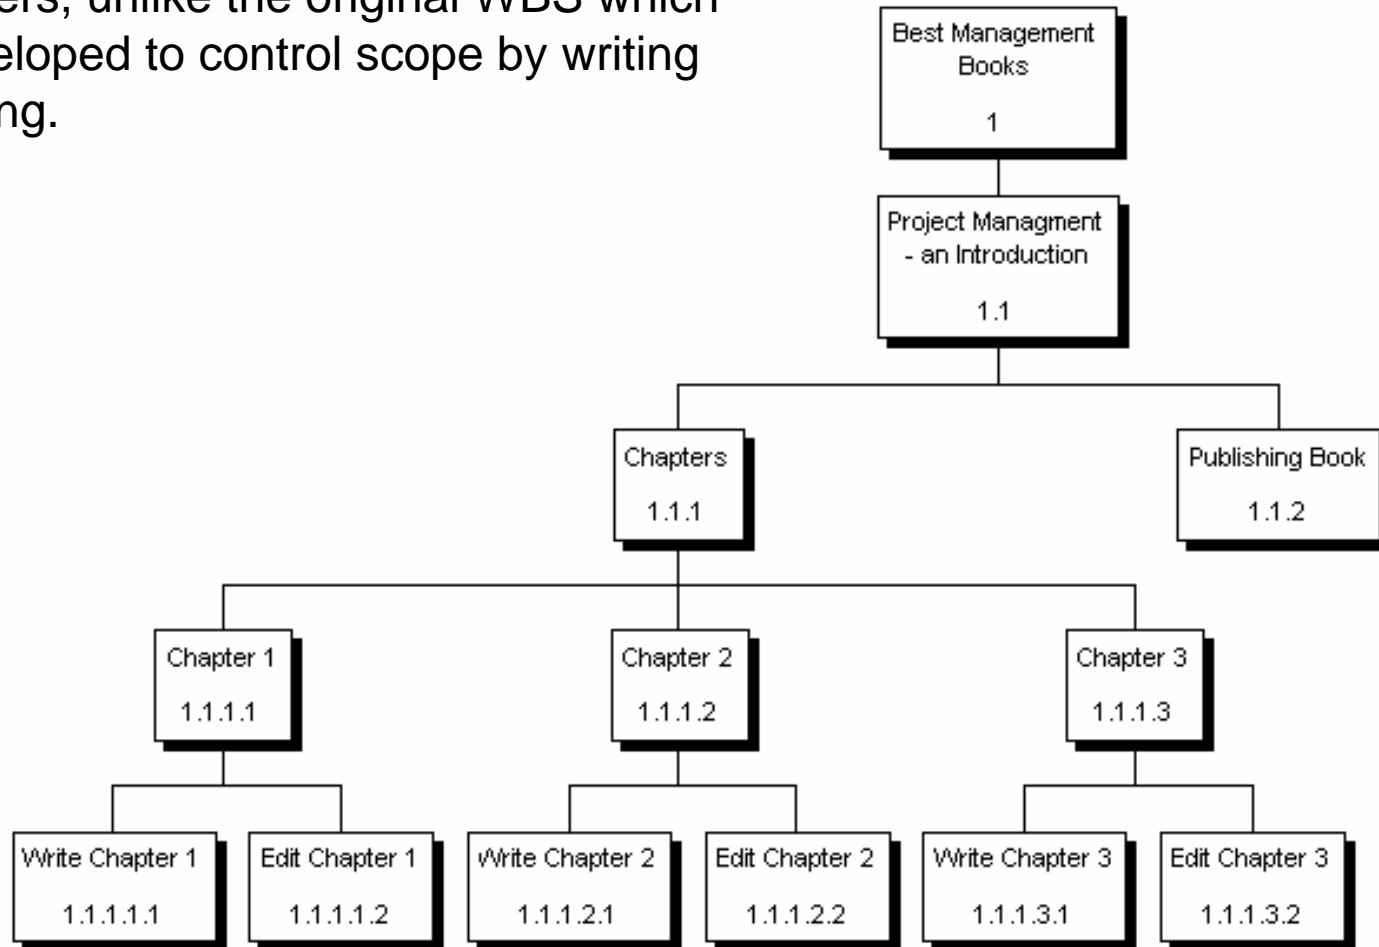 ers, unlike the original WBS which
eloped to control scope by writing
ng.
Best Management
Books
1
Project Managment
- an Introduction
1.1
Chapters
1.1.1
Publishing Book
1.1.2
Chapter 1
1.1.1.1
Chapter 2
1.1.1.2
Chapter 3
1.1.1.3
Write Chapter 1
1.1.1.1.1
Edit Chapter 1
1.1.1.1.2
Write Chapter 2
1.1.1.2.1
Edit Chapter 2
1.1.1.2.2
Write Chapter 3
1.1.1.3.1
Edit Chapter 3
1.1.1.3.2